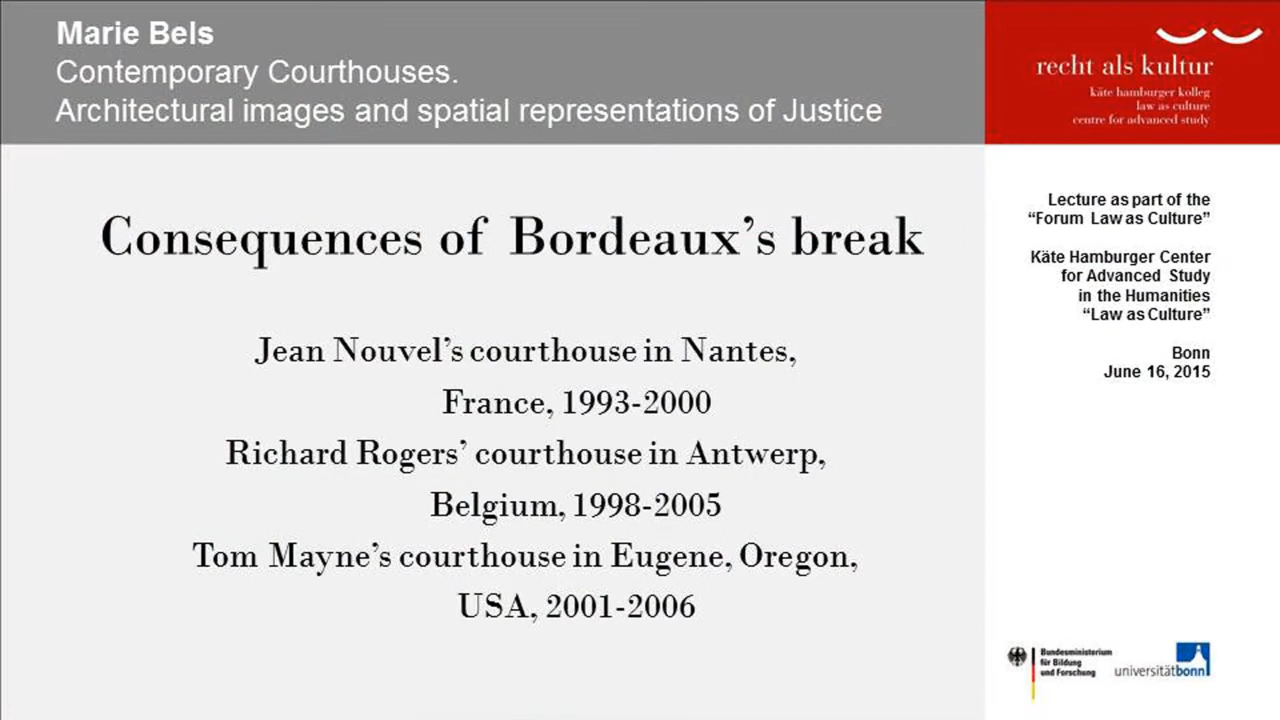 Marie Bels
Contemporary Courthouses.
Architectural images and spatial representations of Justice
recht als kultur
käte hamburger kolleg
law as culture
centre for advanced study
Consequences of Bordeaux's break
Jean Nouvel's courthouse in Nantes,
France, 1993-2000
Richard Rogers' courthouse in Antwerp,
Belgium, 1998-2005
Tom Mayne's courthouse in Eugene, Oregon,
USA, 2001-2006
Lecture as part of the
“Forum Law as Culture”
Käte Hamburger Center
for Advanced Study
in the Humanities
“Law as Culture”
Bonn
June 16, 2015
Bundesministerium
für Bildung
und Forschung
universitätbonn